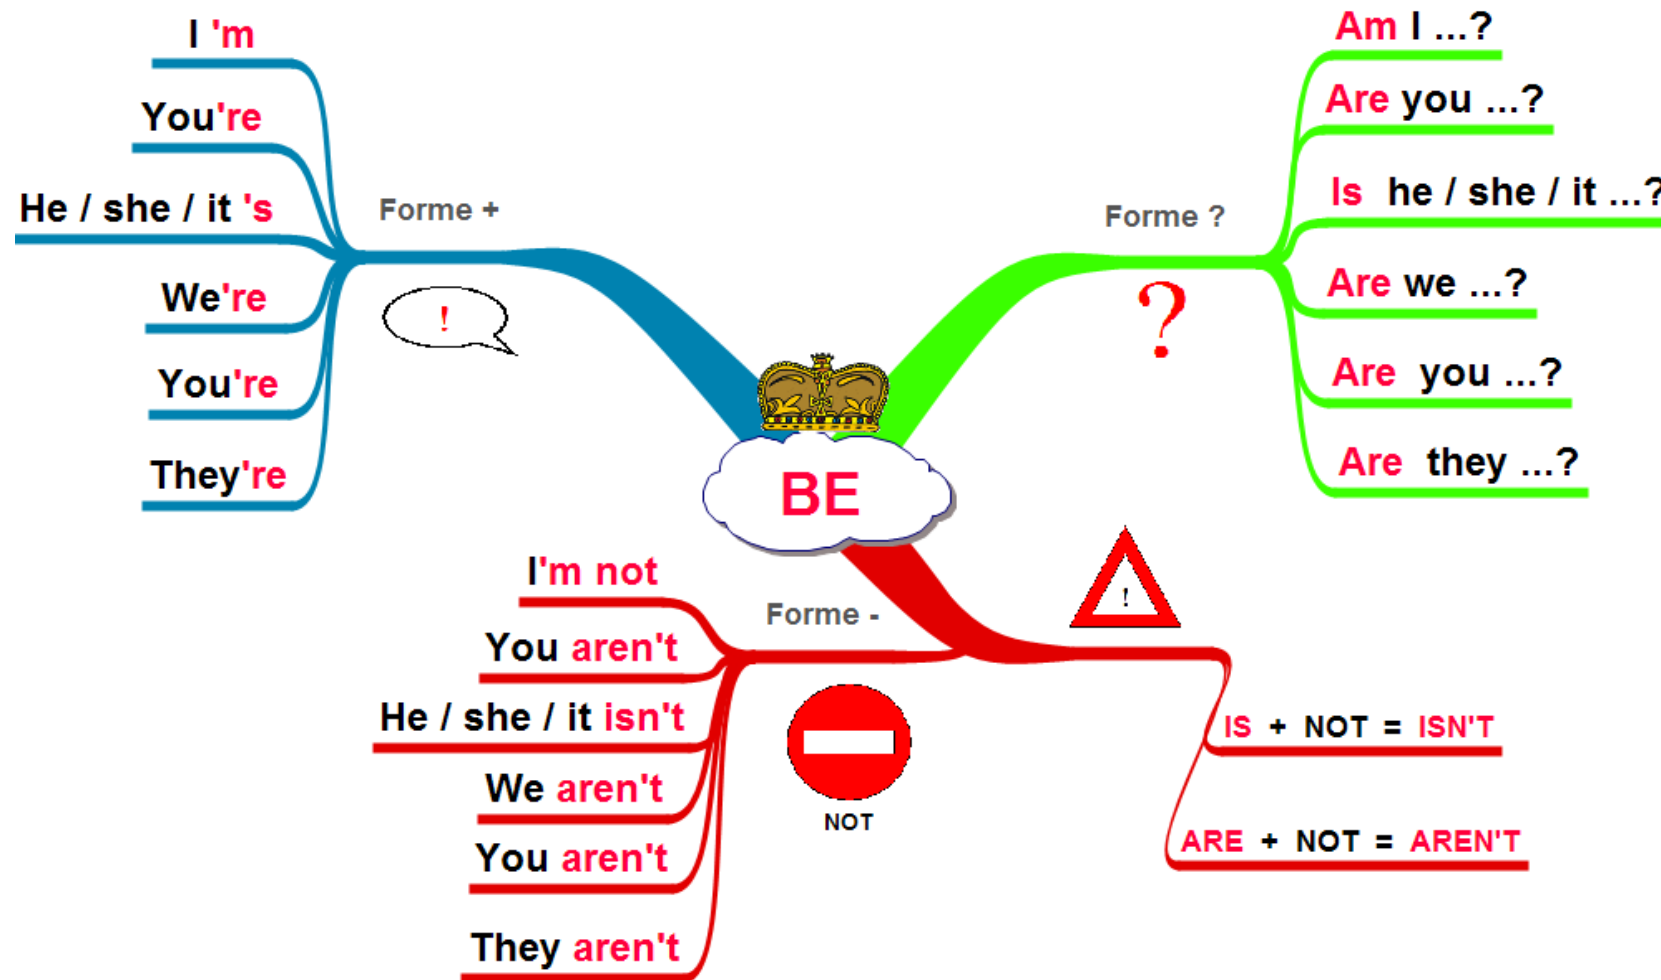 I 'm
You're
He / she / it 's
We're
You're
They're
Forme +
!
Am I ...?
Are you ...?
Is he / she / it ...?
Are we ...?
Are you ...?
Are they ...?
Forme ?
?
BE
I'm not
You aren't
He / she / it isn't
We aren't
You aren't
They aren't
Forme -
NOT
!
IS + NOT = ISN'T
ARE + NOT = AREN'T